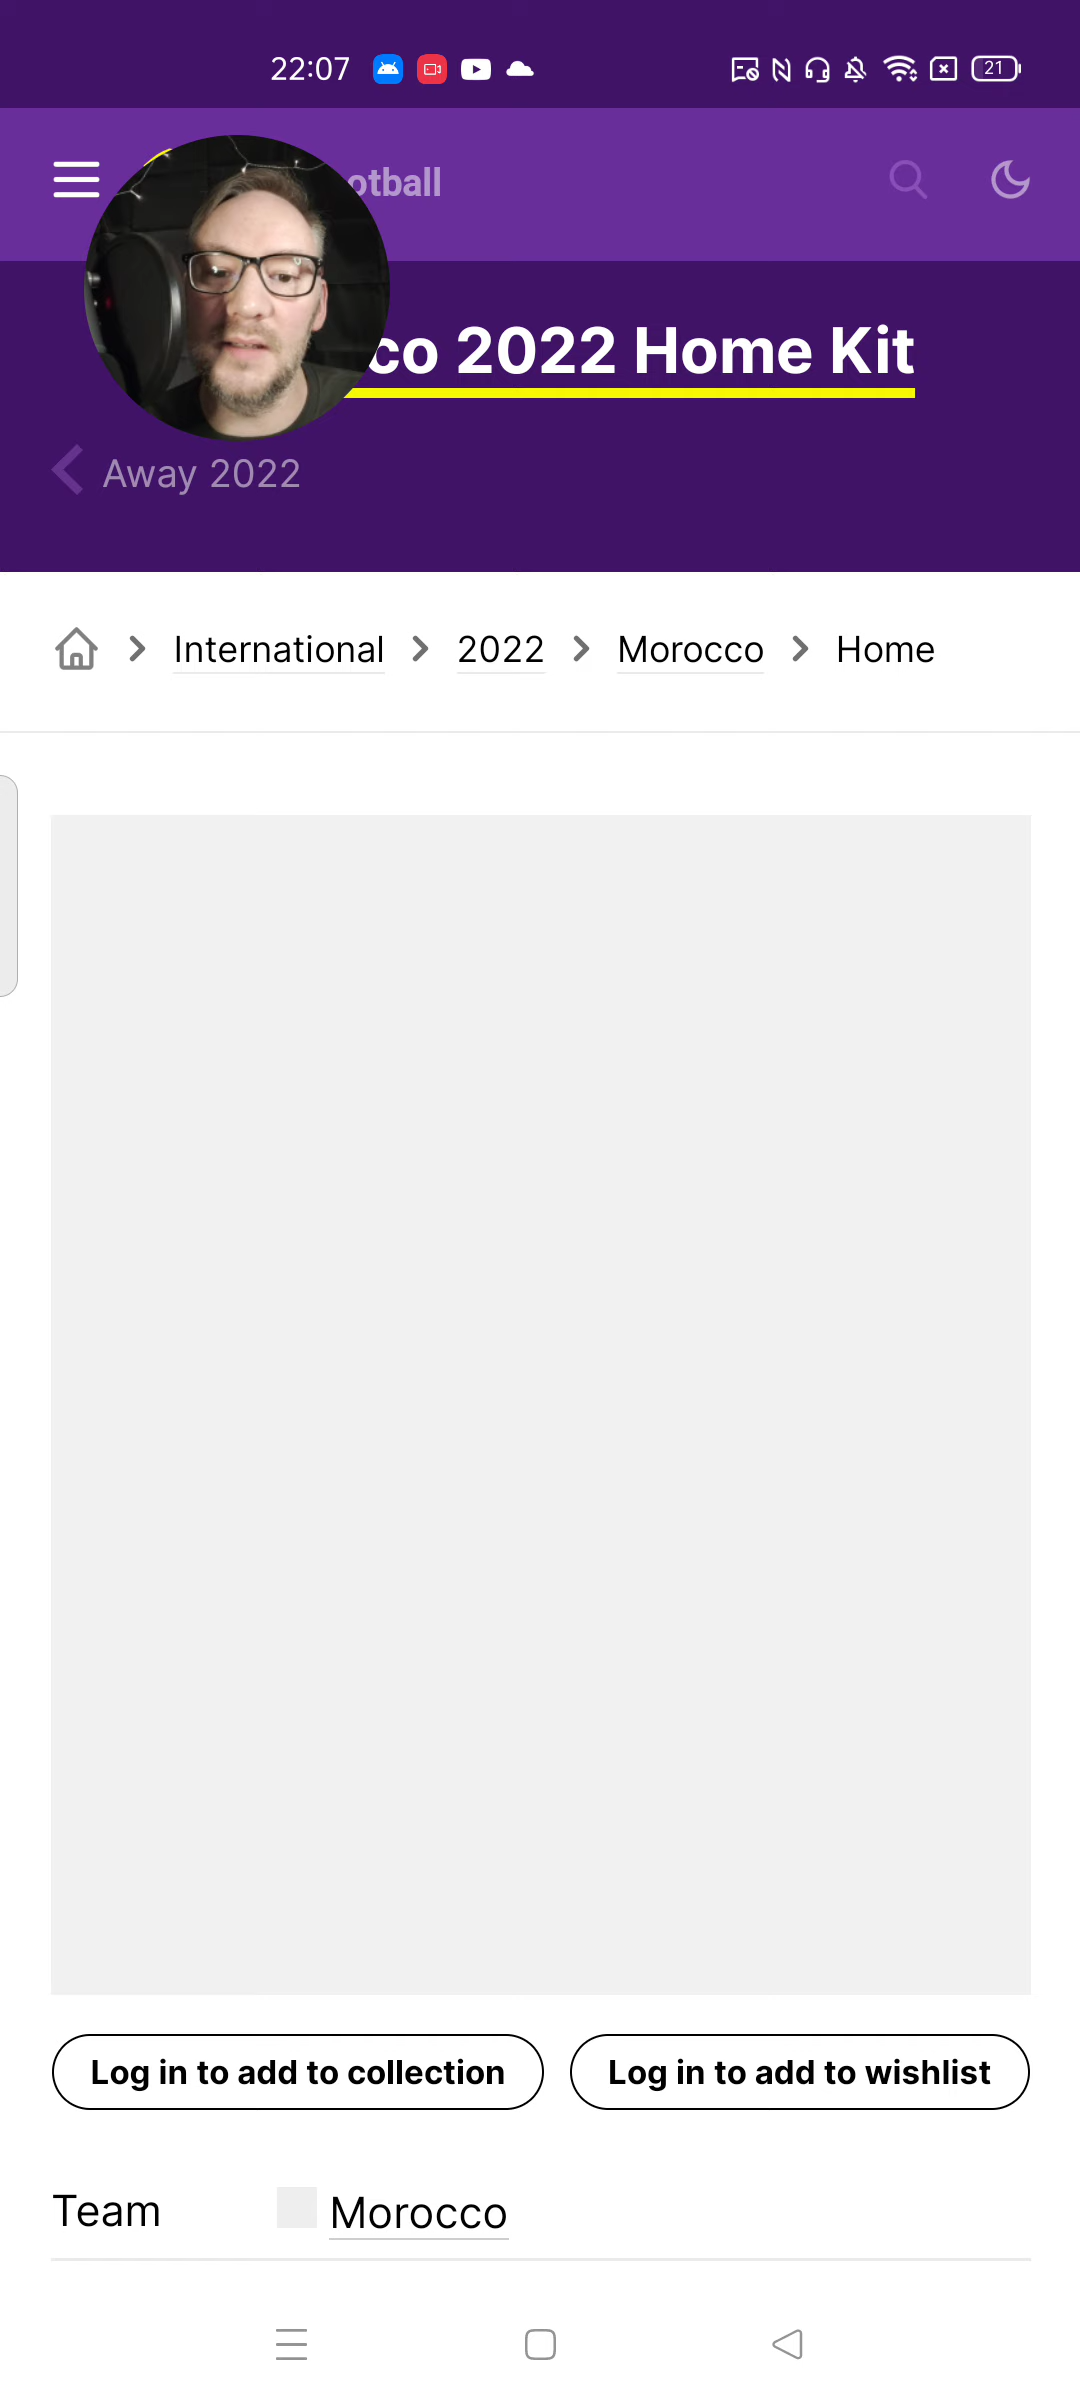 22:07
21
otball
co 2022 Home Kit
Away 2022
International
2022
Morocco
Home
Log in to add to collection
Log in to add to wishlist
Team
Morocco